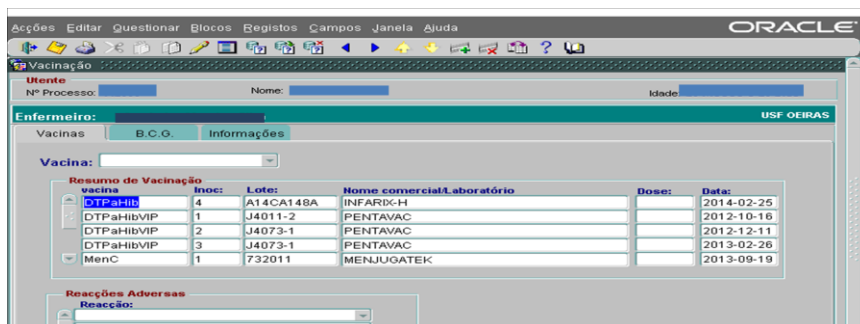 Acções Editar Questionar Blocos Registos Campos Janela Ajuda ORACLE
?
Vacinação
Utente
Nº Processo: Nome: Idade
Enfermeiro: USF OEIRAS
Vacinas B.C.G. Informações
Vacina:
Resumo de Vacinação
vacina Inoc: Lote: Nome comercial/Laboratório Dose: Data:
DTPaHib 4 A14CA148A INFARIX-H 2014-02-25
DTPaHibVIP 1 J4011-2 PENTAVAC 2012-10-16
DTPaHibVIP 2 J4073-1 PENTAVAC 2012-12-11
DTPaHibVIP 3 J4073-1 PENTAVAC 2013-02-26
MenC 1 732011 MENJUGATEK 2013-09-19
Reacções Adversas
Reacção: